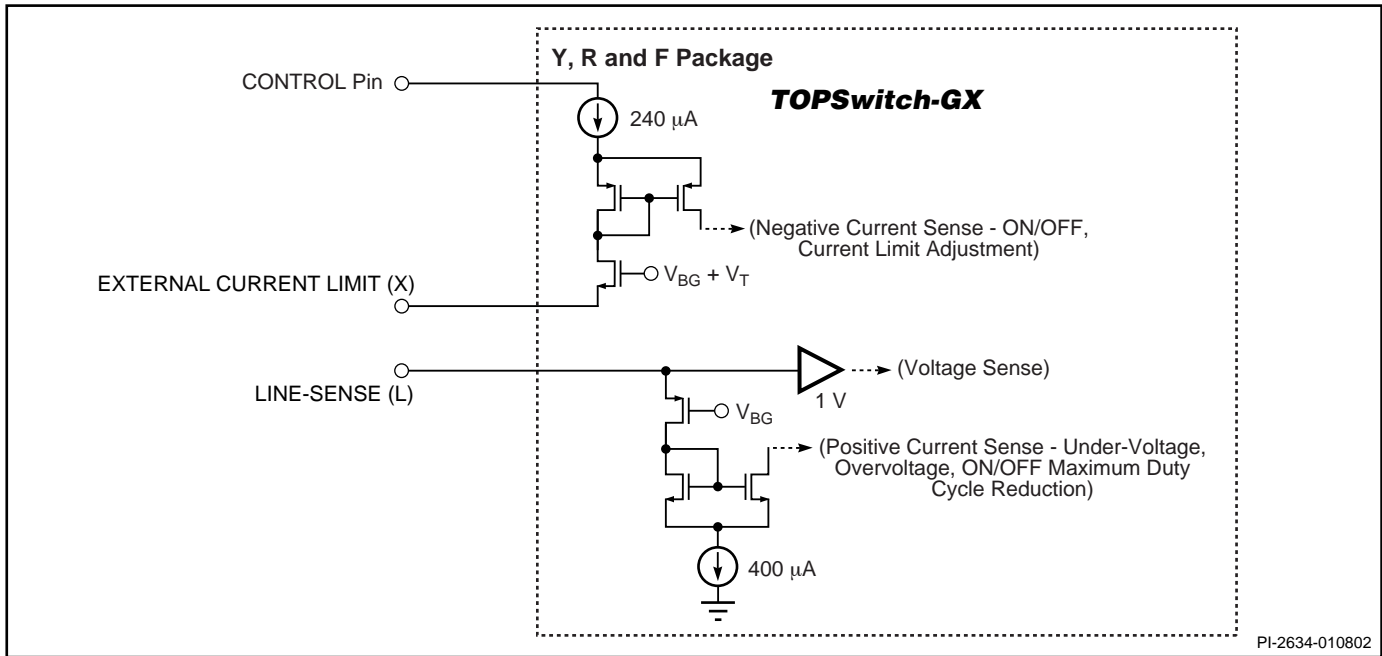 Y, R and F Package
TOPSwitch-GX
CONTROL Pin
240 μA
(Negative Current Sense - ON/OFF,
Current Limit Adjustment)
VBG + VT
EXTERNAL CURRENT LIMIT (X)
(Voltage Sense)
1 V
LINE-SENSE (L)
VBG
(Positive Current Sense - Under-Voltage,
Overvoltage, ON/OFF Maximum Duty
Cycle Reduction)
400 μA
PI-2634-010802